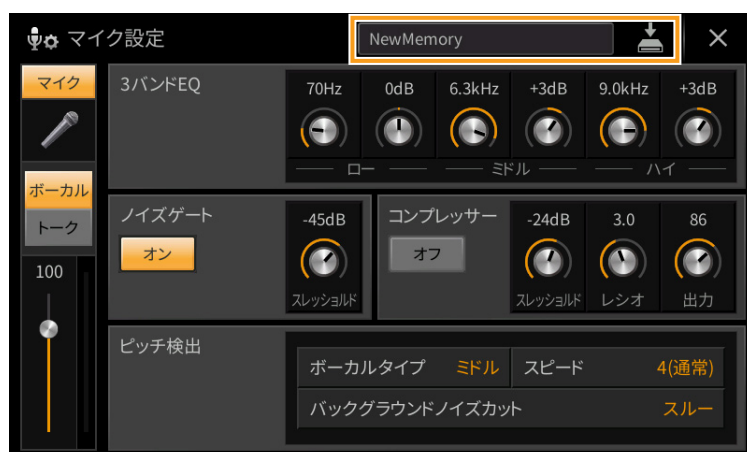 マイク設定
NewMemory
マイク
ボーカル
トーク
100
3バンドEQ
70Hz 0dB 6.3kHz +3dB 9.0kHz +3dB
ロー ミドル ハイ
ノイズゲート
オン
-45dB
スレッショルド
コンプレッサー
オフ
-24dB 3.0 86
スレッショルド レシオ 出力
ピッチ検出
ボーカルタイプ ミドル スピード 4(通常)
バックグラウンドノイズカット スルー